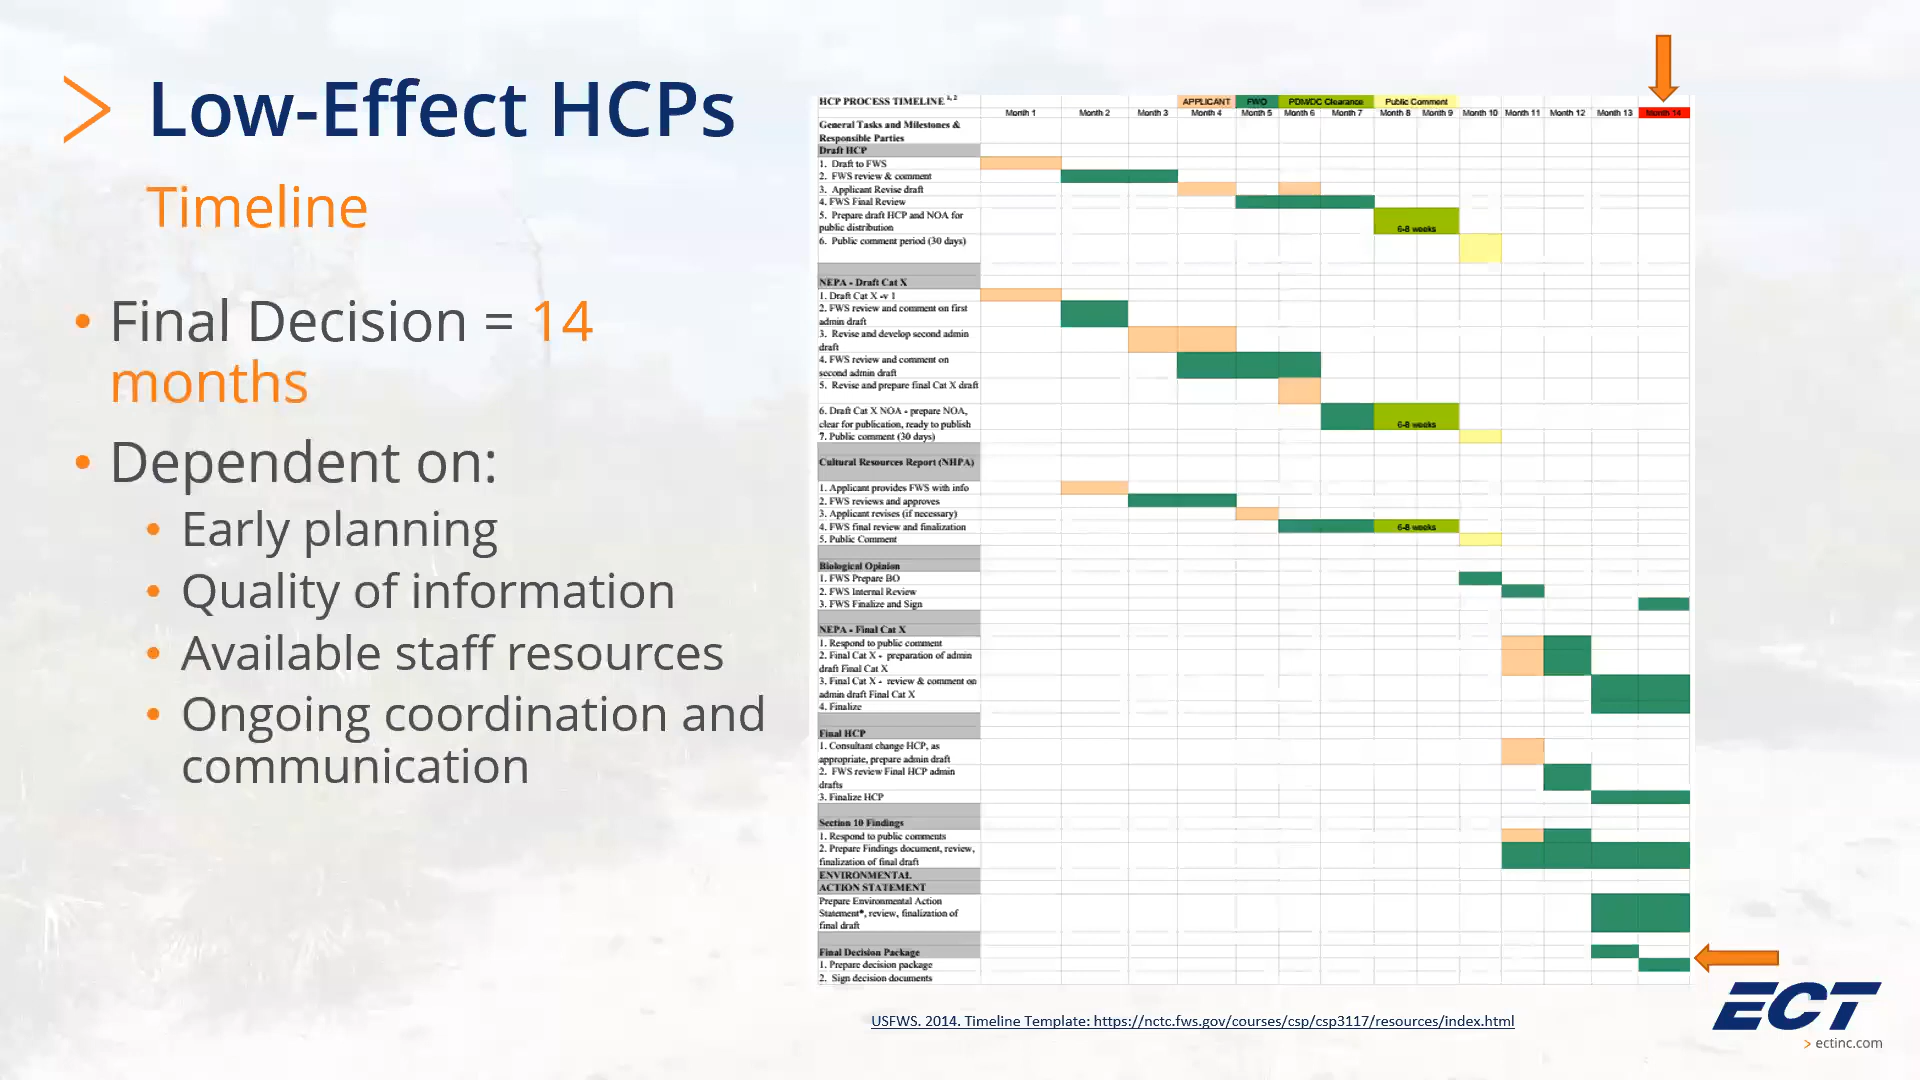 Low-Effect HCPs
Timeline
• Final Decision = 14
months
• Dependent on:
• Early planning
• Quality of information
• Available staff resources
• Ongoing coordination and
communication
HCP PROCESS TIMELINE 1, 2
APPLICANT FWO PDM/DC Clearance Public Comment
Month 1 Month 2 Month 3 Month 4 Month 5 Month 6 Month 7 Month 8 Month 9 Month 10 Month 11 Month 12 Month 13 Month 14
General Tasks and Milestones &
Responsible Parties
Draft HCP
1. Draft to FWS
2. FWS review & comment
3. Applicant Revise draft
4. FWS Final Review
5. Prepare draft HCP and NOA for
public distribution
6-8 weeks
6. Public comment period (30 days)
NEPA - Draft Cat X
1. Draft Cat X -v 1
2. FWS review and comment on first
admin draft
3. Revise and develop second admin
draft
4. FWS review and comment on
second admin draft
5. Revise and prepare final Cat X draft
6. Draft Cat X NOA - prepare NOA,
clear for publication, ready to publish
6-8 weeks
7. Public comment (30 days)
Cultural Resources Report (NHPA)
1. Applicant provides FWS with info
2. FWS reviews and approves
3. Applicant revises (if necessary)
4. FWS final review and finalization
6-8 weeks
5. Public Comment
Biological Opinion
1. FWS Prepare BO
2. FWS Internal Review
3. FWS Finalize and Sign
NEPA - Final Cat X
1. Respond to public comment
2. Final Cat X - preparation of admin
draft Final Cat X
3. Final Cat X - review & comment on
admin draft Final Cat X
4. Finalize
Final HCP
1. Consultant change HCP, as
appropriate, prepare admin draft
2. FWS review Final HCP admin
drafts
3. Finalize HCP
Section 10 Findings
1. Respond to public comments
2. Prepare Findings document, review,
finalization of final draft
ENVIRONMENTAL
ACTION STATEMENT
Prepare Environmental Action
Statement*, review, finalization of
final draft
Final Decision Package
1. Prepare decision package
2. Sign decision documents
USFWS. 2014. Timeline Template: https://nctc.fws.gov/courses/csp/csp3117/resources/index.html
ECT
> ectinc.com